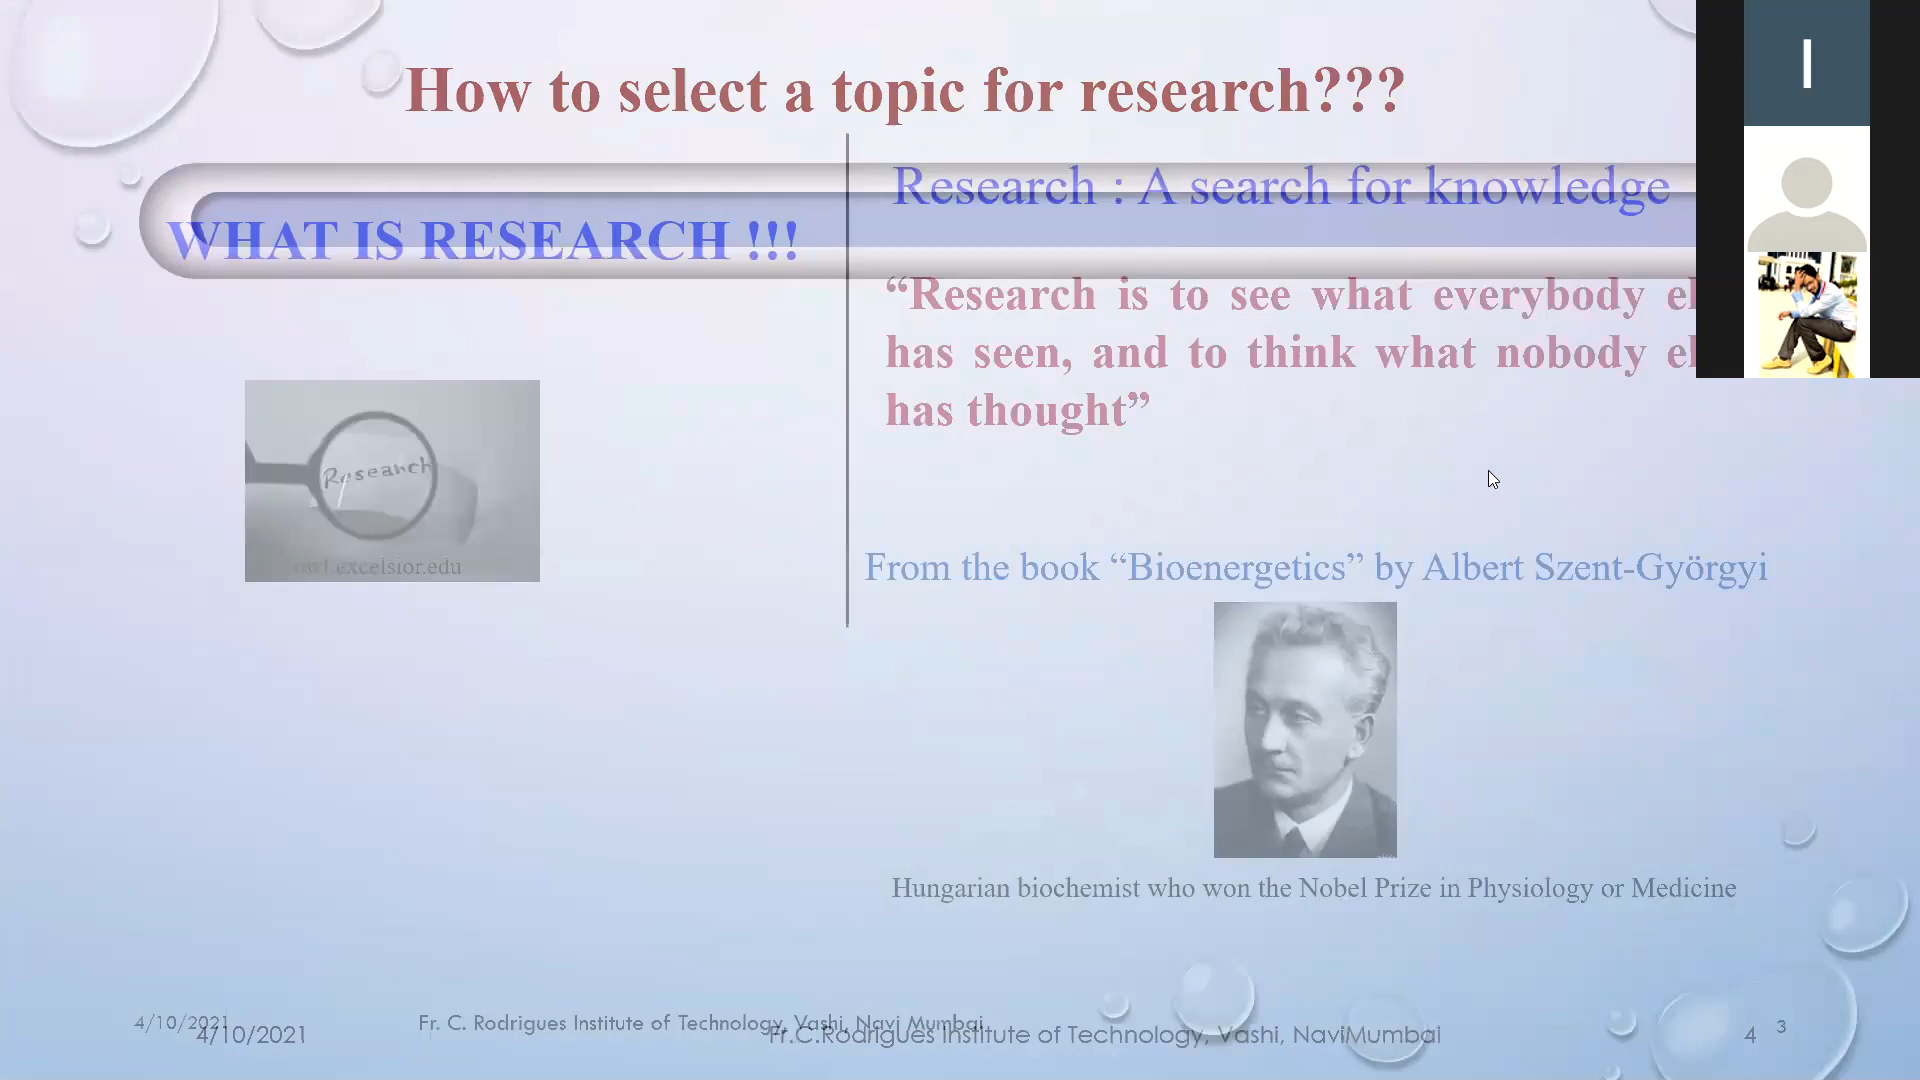 How to select a topic for research???
Research : A search for knowledge
WHAT IS RESEARCH !!!
“Research is to see what everybody
has seen, and to think what nobody
has thought”
Research
owl.excelsior.edu
From the book “Bioenergetics” by Albert Szent-Györgyi
Hungarian biochemist who won the Nobel Prize in Physiology or Medicine
4/10/2021 Fr. C. Rodrigues Institute of Technology, Vashi, Navi Mumbai 3
4/10/2021 Fr.C.Rodrigues Institute of Technology, Vashi, NaviMumbai 4
I